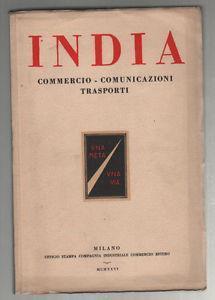 INDIA
COMMERCIO - COMUNICAZIONI
TRASPORTI
UNA
META
UNA
VIA
MILANO
UFFICIO STAMPA COMPAGNIA INDUSTRIALE COMMERCIO ESTERO
MCMXXVI